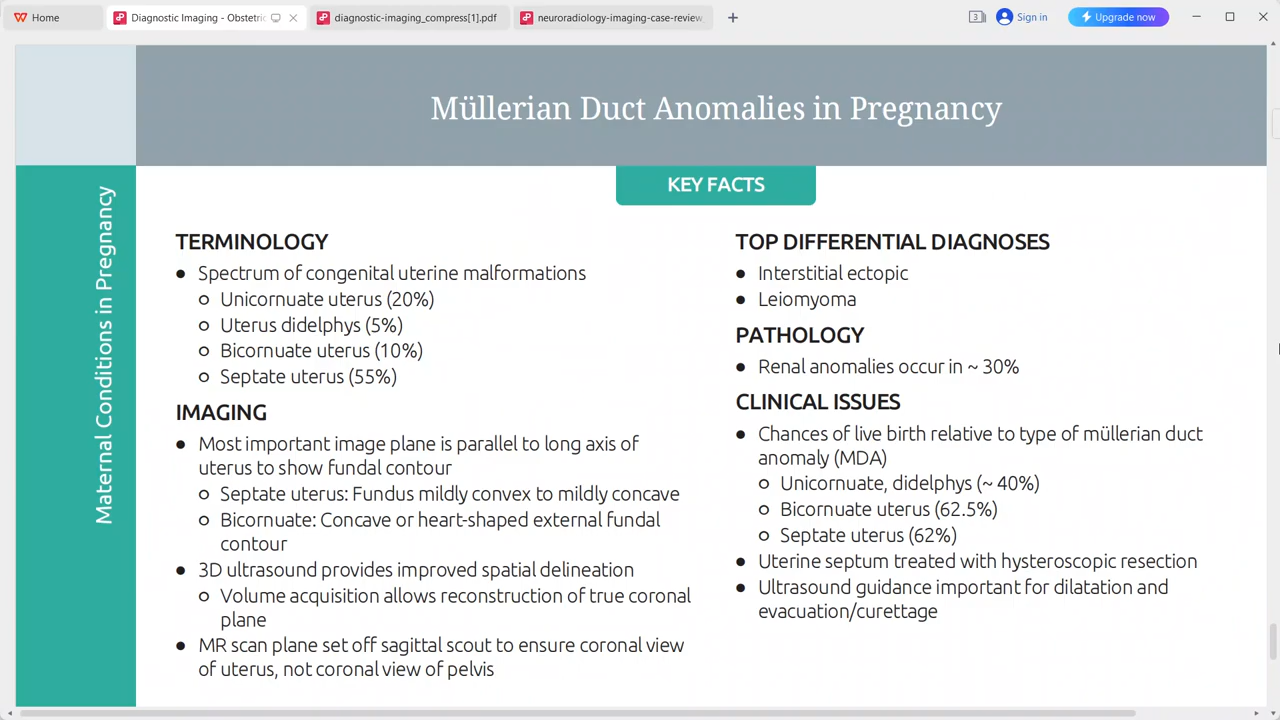 Home
Diagnostic Imaging - Obstetric
diagnostic-imaging_compress[1].pdf
neuroradiology-imaging-case-review
3
Sign in
Upgrade now
Müllerian Duct Anomalies in Pregnancy
Maternal Conditions in Pregnancy
KEY FACTS
TERMINOLOGY
● Spectrum of congenital uterine malformations
○ Unicornuate uterus (20%)
○ Uterus didelphys (5%)
○ Bicornuate uterus (10%)
○ Septate uterus (55%)
IMAGING
● Most important image plane is parallel to long axis of
uterus to show fundal contour
○ Septate uterus: Fundus mildly convex to mildly concave
○ Bicornuate: Concave or heart-shaped external fundal
contour
● 3D ultrasound provides improved spatial delineation
○ Volume acquisition allows reconstruction of true coronal
plane
● MR scan plane set off sagittal scout to ensure coronal view
of uterus, not coronal view of pelvis
TOP DIFFERENTIAL DIAGNOSES
● Interstitial ectopic
● Leiomyoma
PATHOLOGY
● Renal anomalies occur in ~ 30%
CLINICAL ISSUES
● Chances of live birth relative to type of müllerian duct
anomaly (MDA)
○ Unicornuate, didelphys (~ 40%)
○ Bicornuate uterus (62.5%)
○ Septate uterus (62%)
● Uterine septum treated with hysteroscopic resection
● Ultrasound guidance important for dilatation and
evacuation/curettage